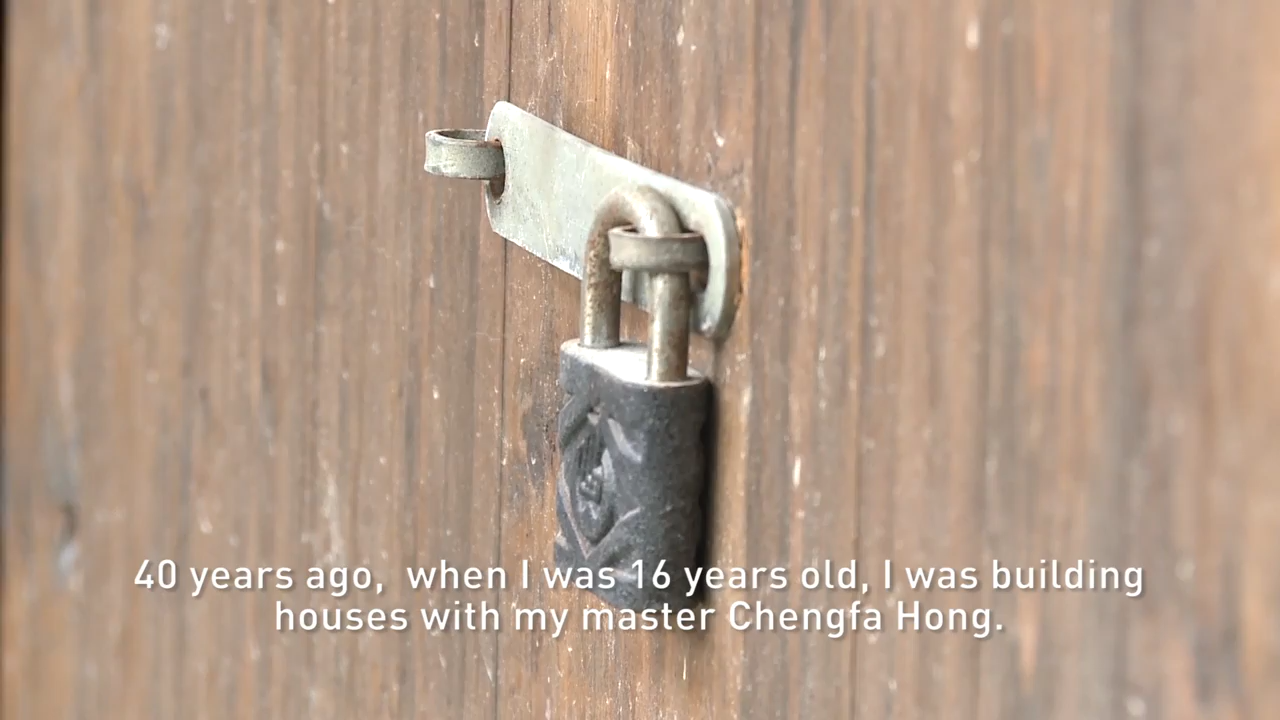 40 years ago,  when I was 16 years old, I was building
houses with my master Chengfa Hong.